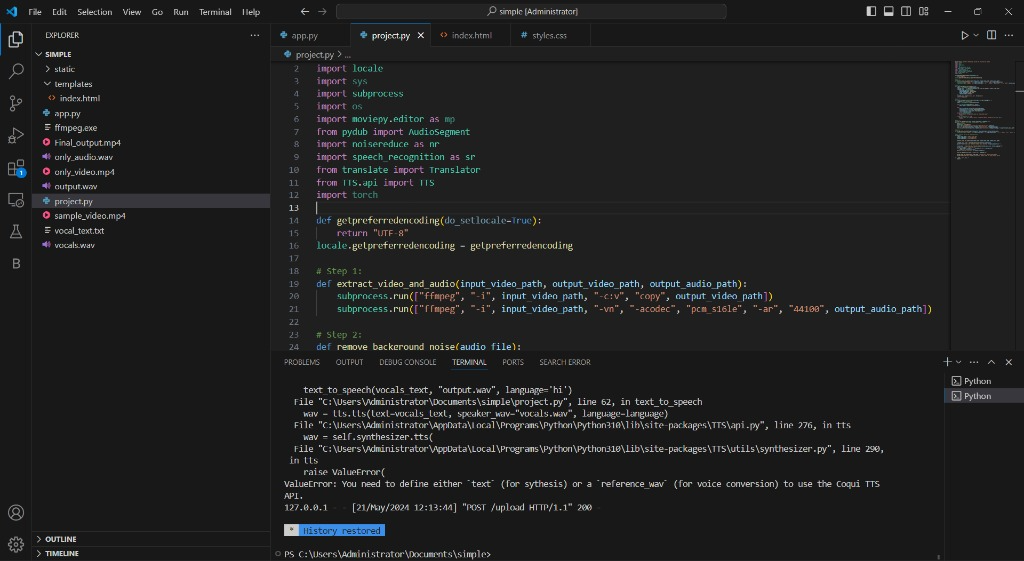 File Edit Selection View Go Run Terminal Help
simple [Administrator]
EXPLORER
SIMPLE
static
templates
index.html
app.py
ffmpeg.exe
Final_output.mp4
only_audio.wav
only_video.mp4
output.wav
project.py
sample_video.mp4
vocal_text.txt
vocals.wav
OUTLINE
TIMELINE
1
app.py project.py index.html styles.css
project.py > ...
2 import locale
3 import sys
4 import subprocess
5 import os
6 import moviepy.editor as mp
7 from pydub import AudioSegment
8 import noisereduce as nr
9 import speech_recognition as sr
10 from translate import Translator
11 from TTS.api import TTS
12 import torch
13
14 def getpreferredencoding(do_setlocale=True):
15 return "UTF-8"
16 locale.getpreferredencoding = getpreferredencoding
17
18 # Step 1:
19 def extract_video_and_audio(input_video_path, output_video_path, output_audio_path):
20 subprocess.run(["ffmpeg", "-i", input_video_path, "-c:v", "copy", output_video_path])
21 subprocess.run(["ffmpeg", "-i", input_video_path, "-vn", "-acodec", "pcm_s16le", "-ar", "44100", output_audio_path])
22
23 # Step 2:
24 def remove_background_noise(audio_file):
PROBLEMS OUTPUT DEBUG CONSOLE TERMINAL PORTS SEARCH ERROR
text_to_speech(vocals_text, "output.wav", language='hi')
File "C:\Users\Administrator\Documents\simple\project.py", line 62, in text_to_speech
wav = tts.tts(text=vocals_text, speaker_wav="vocals.wav", language=language)
File "C:\Users\Administrator\AppData\Local\Programs\Python\Python310\lib\site-packages\TTS\api.py", line 276, in tts
wav = self.synthesizer.tts(
File "C:\Users\Administrator\AppData\Local\Programs\Python\Python310\lib\site-packages\TTS\utils\synthesizer.py", line 290,
in tts
raise ValueError(
ValueError: You need to define either `text` (for sythesis) or a `reference_wav` (for voice conversion) to use the Coqui TTS
API.
127.0.0.1 - - [21/May/2024 12:13:44] "POST /upload HTTP/1.1" 200 -
* History restored
PS C:\Users\Administrator\Documents\simple>
Python
Python